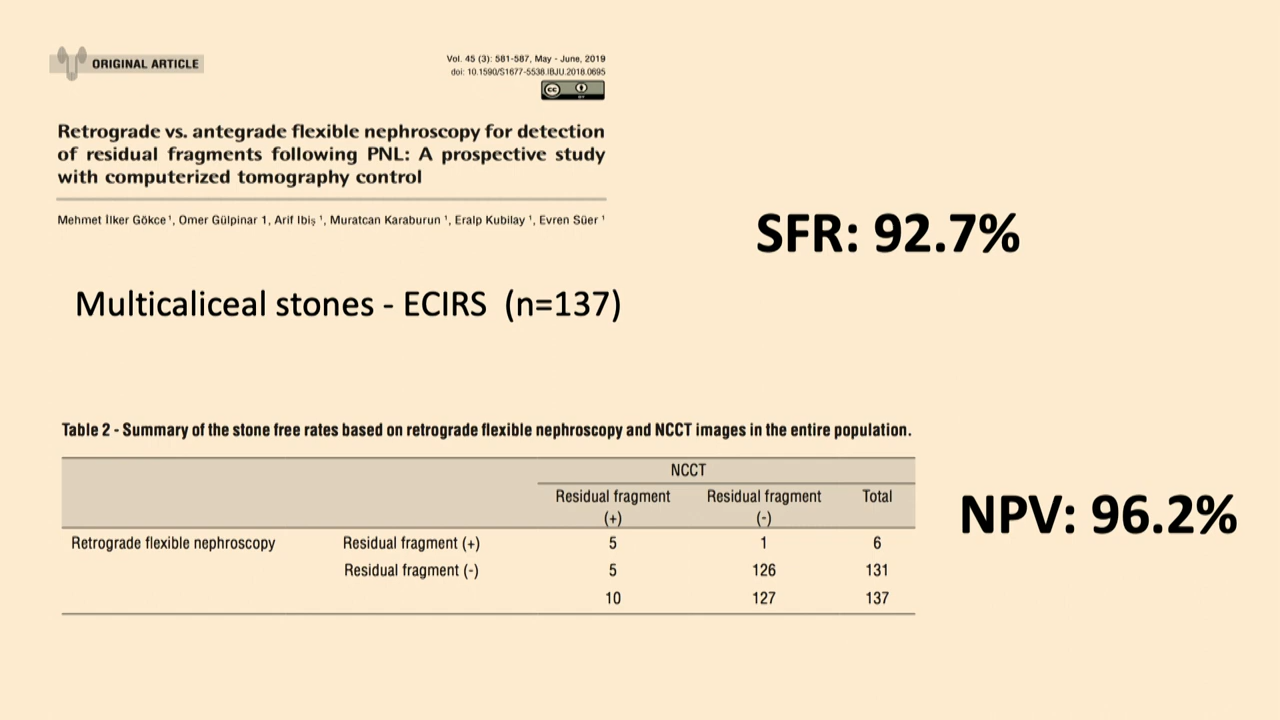 ORIGINAL ARTICLE
Vol. 45 (3): 581-587, May - June, 2019
doi: 10.1590/S1677-5538.IBJU.2018.0695
cc
BY
Retrograde vs. antegrade flexible nephroscopy for detection
of residual fragments following PNL: A prospective study
with computerized tomography control
Mehmet İlker Gökce ¹, Omer Gülpinar 1, Arif Ibiş ¹, Muratcan Karaburun ¹, Eralp Kubilay ¹, Evren Süer ¹
SFR: 92.7%
Multicaliceal stones - ECIRS (n=137)
Table 2 - Summary of the stone free rates based on retrograde flexible nephroscopy and NCCT images in the entire population.
NCCT
Residual fragment Residual fragment Total
(+) (-)
NPV: 96.2%
Retrograde flexible nephroscopy Residual fragment (+) 5 1 6
Residual fragment (-) 5 126 131
10 127 137